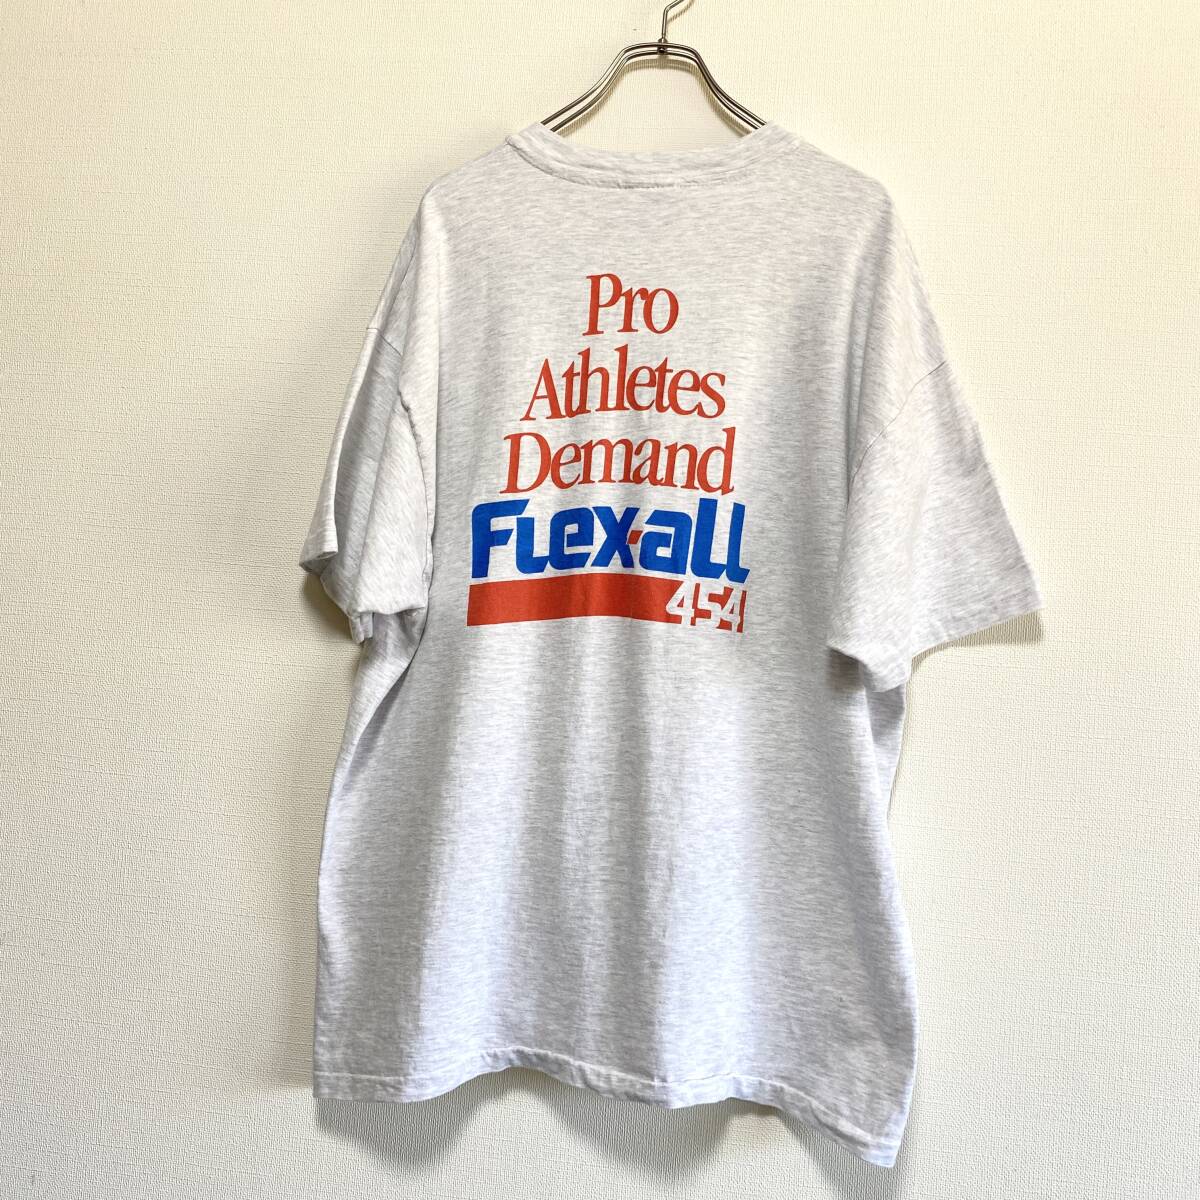 Pro
Athletes
Demand
Flex-all
454